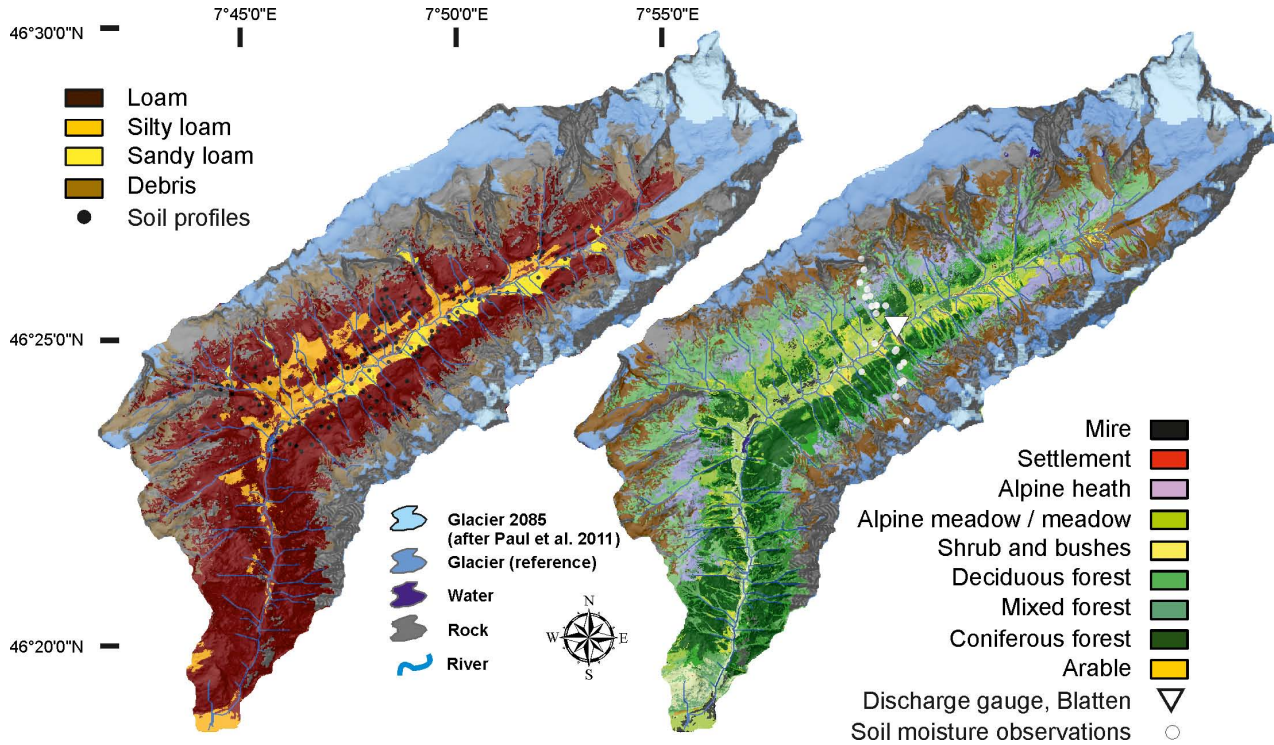 7°45'0"E
7°50'0"E
7°55'0"E
46°30'0"N
Loam
Silty loam
Sandy loam
Debris
Soil profiles
46°25'0"N
46°20'0"N
Glacier 2085
(after Paul et al. 2011)
Glacier (reference)
Water
Rock
River
N
W
E
S
Mire
Settlement
Alpine heath
Alpine meadow / meadow
Shrub and bushes
Deciduous forest
Mixed forest
Coniferous forest
Arable
Discharge gauge, Blatten
Soil moisture observations